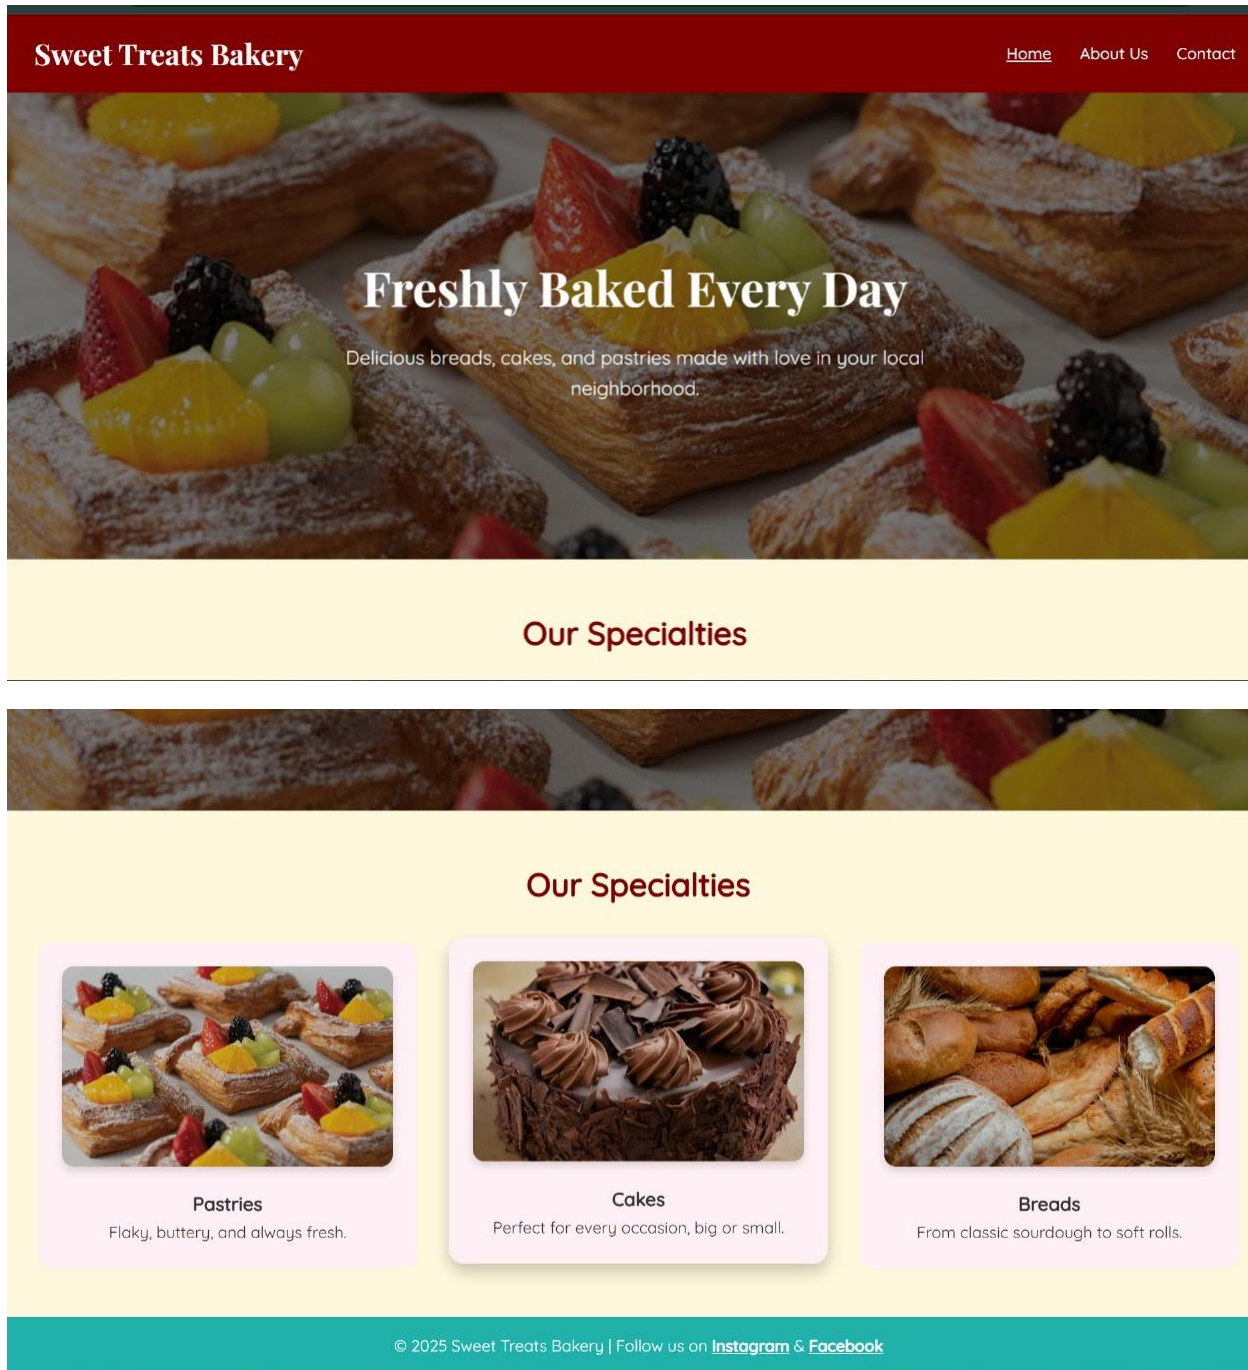 Sweet Treats Bakery
Home About Us Contact
Freshly Baked Every Day
Delicious breads, cakes, and pastries made with love in your local
neighborhood.
Our Specialties
Our Specialties
Pastries
Flaky, buttery, and always fresh.
Cakes
Perfect for every occasion, big or small.
Breads
From classic sourdough to soft rolls.
© 2025 Sweet Treats Bakery | Follow us on Instagram & Facebook